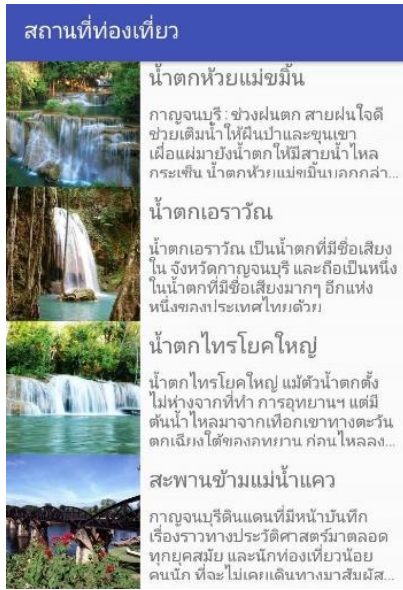 สถานที่ท่องเที่ยว
น้ำตกห้วยแม่ขมิ้น
กาญจนบุรี : ช่วงฝนตก สายฝนใจดี
ช่วยเติมน้ำให้ผืนป่าและขุนเขา
เผื่อแผ่มายังน้ำตกให้มีสายน้ำ ไหล
กระเซ็น น้ำตกห้วยแม่ขมิ้นบอกกล่า...
น้ำตกเอราวัณ
น้ำตกเอราวัณ เป็นน้ำตกที่มีชื่อเสียง
ใน จังหวัดกาญจนบุรี และถือเป็นหนึ่ง
ในน้ำตกที่มีชื่อเสียงมากๆ อีกแห่ง
หนึ่งของประเทศไทยด้วย
น้ำตกไทรโยคใหญ่
น้ำตกไทรโยคใหญ่ แม้ตัวน้ำตกตั้ง
ไม่ห่างจากที่ทำ การอุทยานฯ แต่มี
ต้นน้ำไหลมาจากเทือกเขาทางตะวัน
ตกเฉียงใต้ของอุทยาน ก่อนไหลลง...
สะพานข้ามแม่น้ำแคว
กาญจนบุรีดินแดนที่มีหน้าบันทึก
เรื่องราวทางประวัติศาสตร์มาตลอด
ทุกยุคสมัย และนักท่องเที่ยวน้อย
คนนัก ที่จะไม่เคยเดินทางมาสัมผัส...